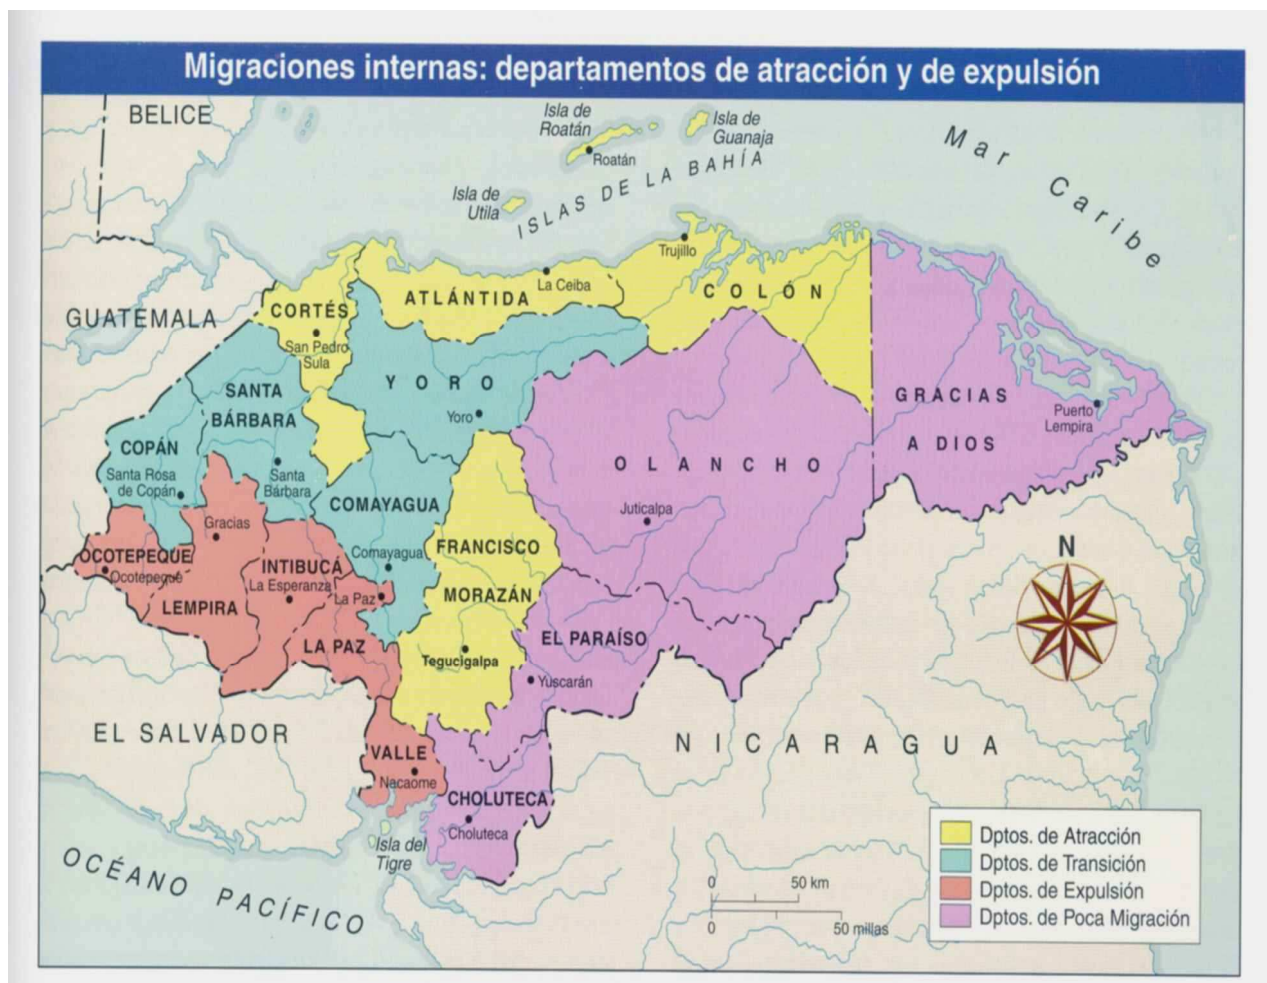 Migraciones internas: departamentos de atracción y de expulsión
BELICE
Isla de
Roatán
Roatán
Isla de
Guanaja
Mar Caribe
Isla de
Utila
ISLAS DE LA BAHÍA
Trujillo
La Ceiba
GUATEMALA
CORTÉS
ATLÁNTIDA
COLÓN
San Pedro
Sula
SANTA
BÁRBARA
YORO
Yoro
GRACIAS
A DIOS
Puerto
Lempira
COPÁN
Santa Rosa
de Copán
Santa
Bárbara
OLANCHO
Juticalpa
COMAYAGUA
Comayagua
Gracias
FRANCISCO
MORAZÁN
OCOTEPEQUE
Ocotepeque
INTIBUCÁ
La Esperanza
La Paz
LEMPIRA
LA PAZ
Tegucigalpa
EL PARAÍSO
Yuscarán
N
EL SALVADOR
VALLE
Nacaome
NICARAGUA
CHOLUTECA
Choluteca
Isla del
Tigre
OCÉANO PACÍFICO
0 50 km
0 50 millas
Dptos. de Atracción
Dptos. de Transición
Dptos. de Expulsión
Dptos. de Poca Migración